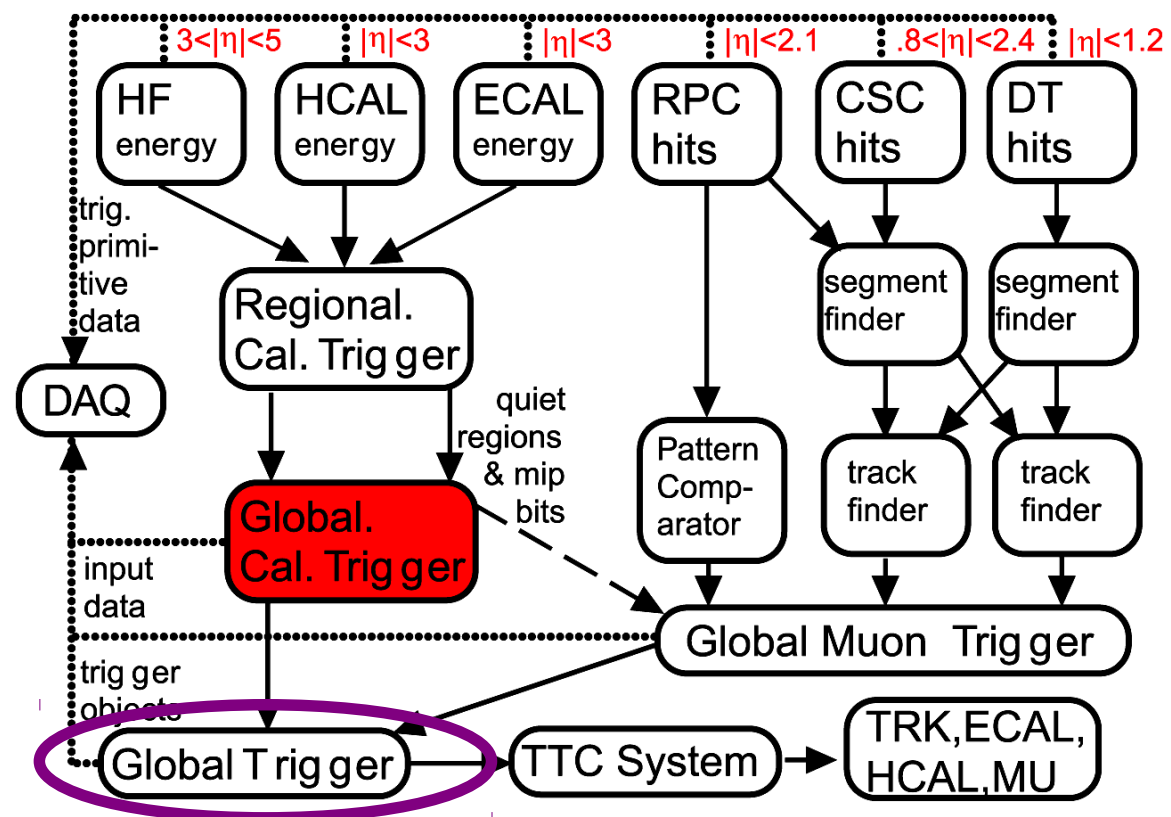 3<|η|<5
|η|<3
|η|<3
|η|<2.1
.8<|η|<2.4
|η|<1.2
HF
energy
HCAL
energy
ECAL
energy
RPC
hits
CSC
hits
DT
hits
trig.
primi-
tive
data
Regional.
Cal. Trigger
segment
finder
segment
finder
DAQ
quiet
regions
& mip
bits
Pattern
Comp-
arator
track
finder
track
finder
Global.
Cal. Trigger
input
data
Global Muon Trigger
trigger
objects
Global Trigger
TTC System
TRK,ECAL,
HCAL,MU